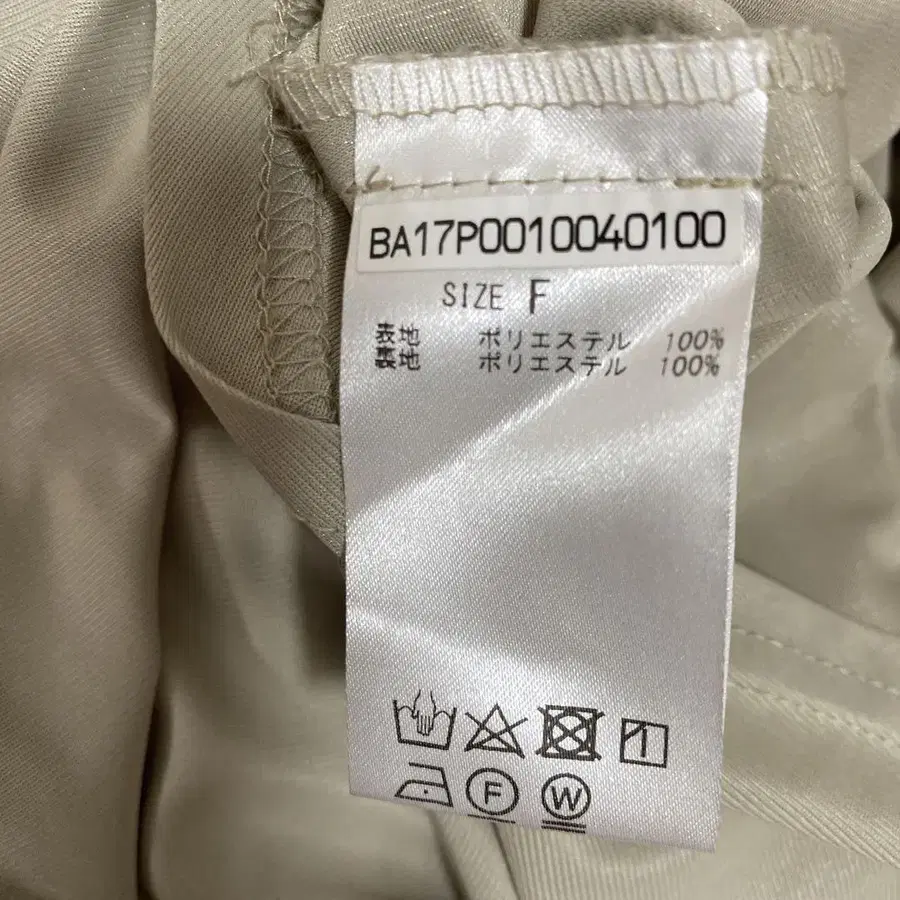 BA17P0010040100
SIZE F
表地 ポリエステル 100%
裏地 ポリエステル 100%
F
W